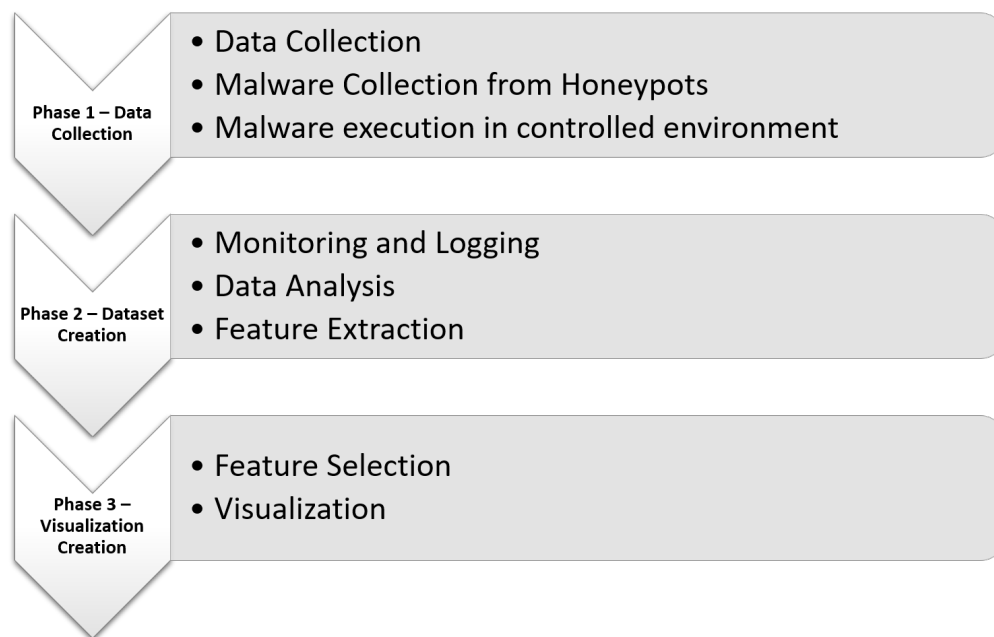 Phase 1 – Data
Collection
• Data Collection
• Malware Collection from Honeypots
• Malware execution in controlled environment
Phase 2 – Dataset
Creation
• Monitoring and Logging
• Data Analysis
• Feature Extraction
Phase 3 –
Visualization
Creation
• Feature Selection
• Visualization